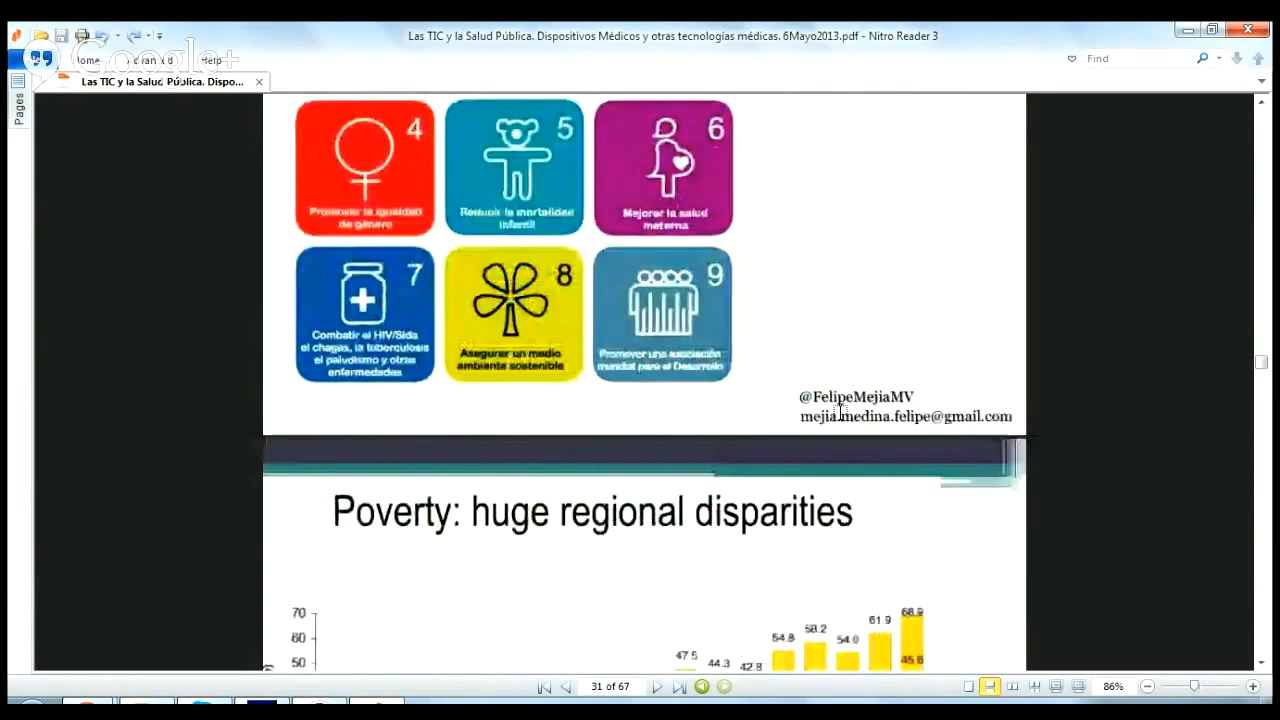 Las TIC y la Salud Pública. Dispositivos Médicos y otras tecnologías médicas. 6Mayo2013.pdf - Nitro Reader 3
Google+
Help
Find
Las TIC y la Salud Pública. Dispo...
Pages
4
Promover la igualdad
de género
5
Reducir la mortalidad
infantil
6
Mejorar la salud
materna
7
Combatir el HIV/Sida
el chagas, la tuberculosis
el paludismo y otras
enfermedades
8
Asegurar un medio
ambiente sostenible
9
Promover una asociación
mundial para el Desarrollo
@FelipeMejiaMV
mejia.medina.felipe@gmail.com
Poverty: huge regional disparities
70
60
50
47.5
44.3
42.8
54.8
58.2
54.0
61.9
68.9
45.8
31 of 67
86%